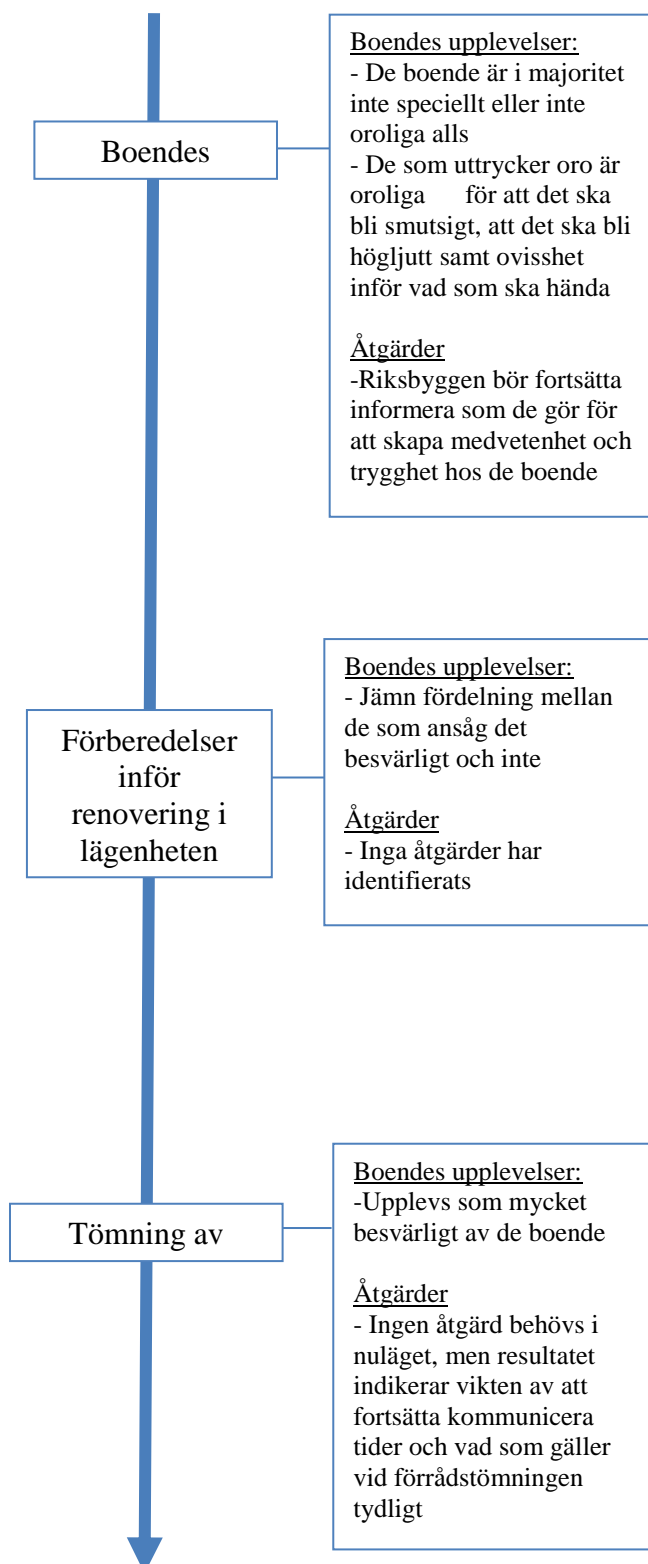 Boendes
Boendes upplevelser:
- De boende är i majoritet
inte speciellt eller inte
oroliga alls
- De som uttrycker oro är
oroliga för att det ska
bli smutsigt, att det ska bli
högljutt samt ovisshet
inför vad som ska hända
Åtgärder
-Riksbyggen bör fortsätta
informera som de gör för
att skapa medvetenhet och
trygghet hos de boende
Förberedelser
inför
renovering i
lägenheten
Boendes upplevelser:
- Jämn fördelning mellan
de som ansåg det
besvärligt och inte
Åtgärder
- Inga åtgärder har
identifierats
Tömning av
Boendes upplevelser:
-Upplevs som mycket
besvärligt av de boende
Åtgärder
- Ingen åtgärd behövs i
nuläget, men resultatet
indikerar vikten av att
fortsätta kommunicera
tider och vad som gäller
vid förrådstömningen
tydligt